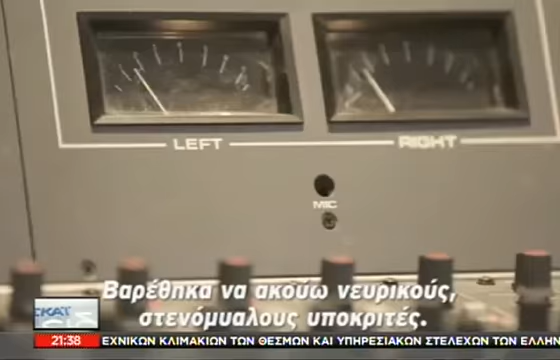 LEFT
RIGHT
MIC
Βαρέθηκα να ακούω νευρικούς,
στενόμυαλους υποκριτές.
ΣΚΑΪ
21:38 ΕΧΝΙΚΩΝ ΚΛΙΜΑΚΙΩΝ ΤΩΝ ΘΕΣΜΩΝ ΚΑΙ ΥΠΗΡΕΣΙΑΚΩΝ ΣΤΕΛΕΧΩΝ ΤΩΝ ΕΛΛΗ